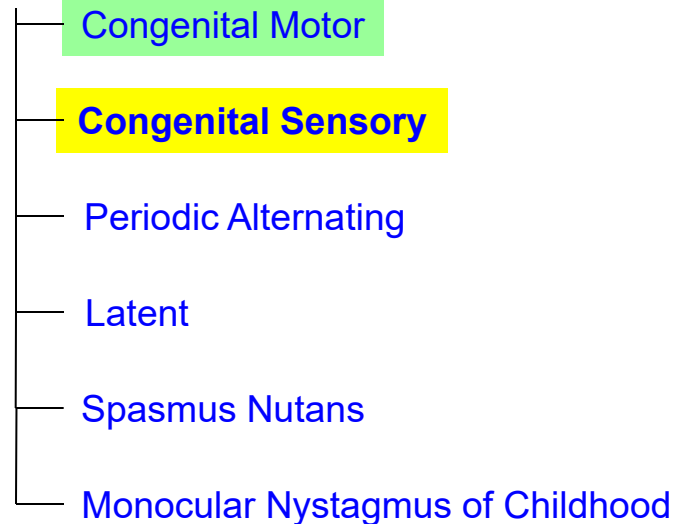 Congenital Motor
Congenital Sensory
Periodic Alternating
Latent
Spasmus Nutans
Monocular Nystagmus of Childhood